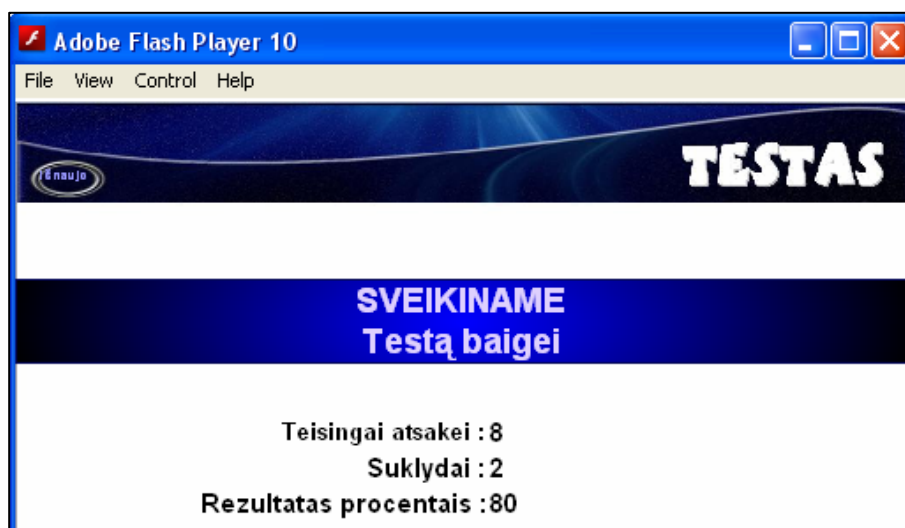 Adobe Flash Player 10
File View Control Help
TESTAS
SVEIKINAME
Testą baigei
Teisingai atsakei :8
Suklydai :2
Rezultatas procentais :80